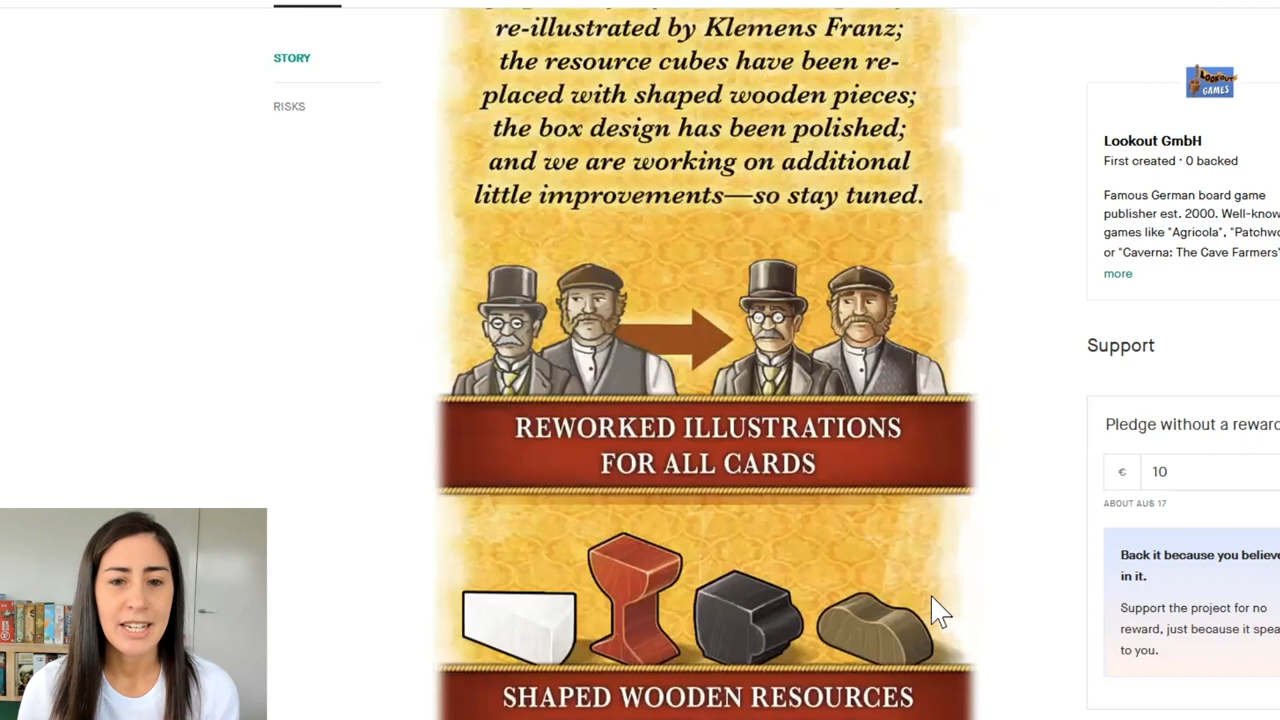 re-illustrated by Klemens Franz;
the resource cubes have been re-
placed with shaped wooden pieces;
the box design has been polished;
and we are working on additional
little improvements—so stay tuned.
REWORKED ILLUSTRATIONS
FOR ALL CARDS
SHAPED WOODEN RESOURCES
STORY
RISKS
LOOKOUT
GAMES
Lookout GmbH
First created · 0 backed
Famous German board game
publisher est. 2000. Well-know
games like "Agricola", "Patchwo
or "Caverna: The Cave Farmers"
more
Support
Pledge without a reward
€ 10
ABOUT AU$ 17
Back it because you believe
in it.
Support the project for no
reward, just because it spea
to you.